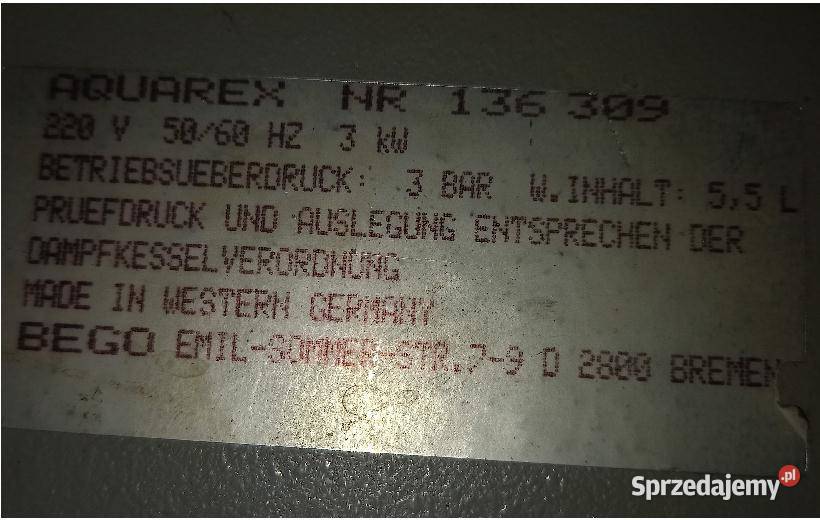 AQUAREX NR 136 309
220 V 50/60 HZ 3 kW
BETRIEBSUEBERDRUCK: 3 BAR W.INHALT: 5,5 L
PRUEFDRUCK UND AUSLEGUNG ENTSPRECHEN DER
DAMPFKESSELVERORDNUNG
MADE IN WESTERN GERMANY
BEGO EMIL-SOMMER-STR.7-9 D 2800 BREMEN
Sprzedajemy.pl